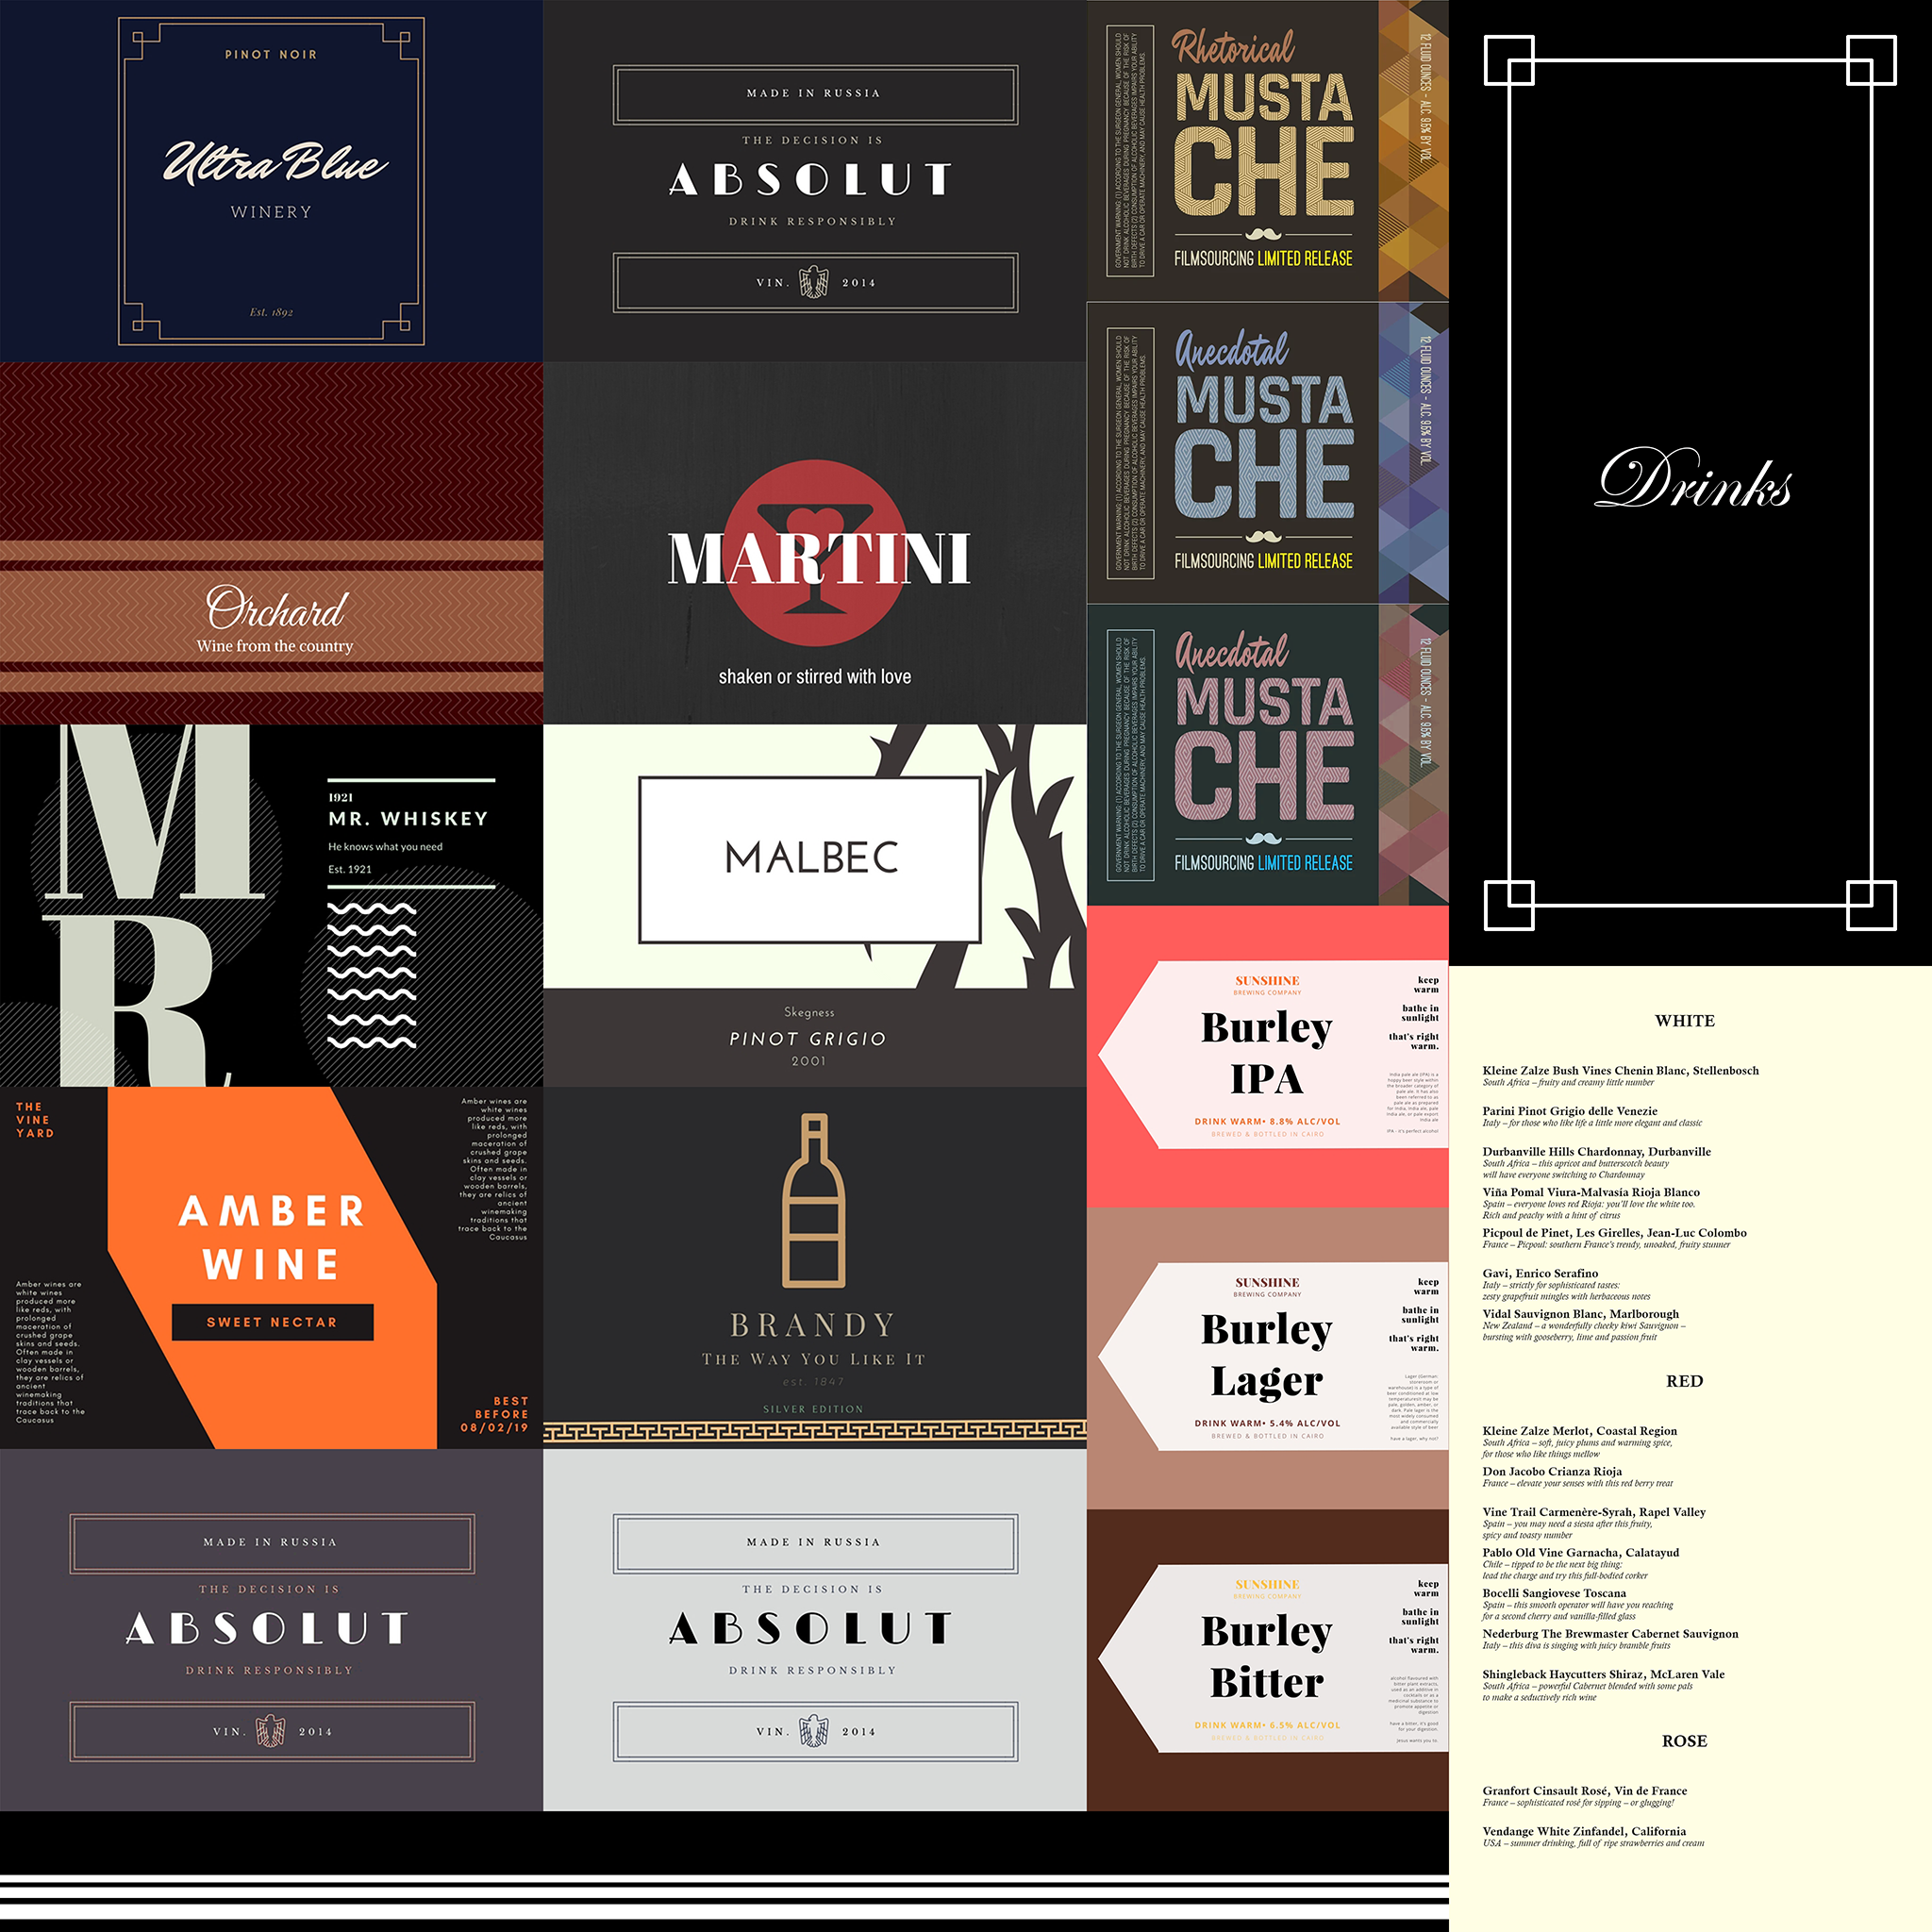 PINOT NOIR
Ultra Blue
WINERY
Est. 1892
Orchard
Wine from the country
MR
1921
MR. WHISKEY
He knows what you need
Est. 1921
THE
VINE
YARD
AMBER
WINE
SWEET NECTAR
Amber wines are
white wines
produced more
like reds, with
prolonged
maceration of
crushed grape
skins and seeds.
Often made in
clay vessels or
wooden barrels,
they are relics of
ancient
winemaking
traditions that
trace back to the
Caucasus
Amber wines are
white wines
produced more
like reds, with
prolonged
maceration of
crushed grape
skins and seeds.
Often made in
clay vessels or
wooden barrels,
they are relics of
ancient
winemaking
traditions that
trace back to the
Caucasus
BEST
BEFORE
08/02/19
MADE IN RUSSIA
THE DECISION IS
ABSOLUT
DRINK RESPONSIBLY
VIN. 2014
MADE IN RUSSIA
THE DECISION IS
ABSOLUT
DRINK RESPONSIBLY
VIN. 2014
MARTINI
shaken or stirred with love
MALBEC
Skegness
PINOT GRIGIO
2001
BRANDY
THE WAY YOU LIKE IT
est. 1847
SILVER EDITION
MADE IN RUSSIA
THE DECISION IS
ABSOLUT
DRINK RESPONSIBLY
VIN. 2014
GOVERNMENT WARNING: (1) ACCORDING TO THE SURGEON GENERAL, WOMEN SHOULD
NOT DRINK ALCOHOLIC BEVERAGES DURING PREGNANCY BECAUSE OF THE RISK OF
BIRTH DEFECTS (2) CONSUMPTION OF ALCOHOLIC BEVERAGES IMPAIRS YOUR ABILITY
TO DRIVE A CAR OR OPERATE MACHINERY, AND MAY CAUSE HEALTH PROBLEMS.
Rhetorical
MUSTA
CHE
FILMSOURCING LIMITED RELEASE
12 FLUID OUNCES - ALC. 9.5% BY VOL.
GOVERNMENT WARNING: (1) ACCORDING TO THE SURGEON GENERAL, WOMEN SHOULD
NOT DRINK ALCOHOLIC BEVERAGES DURING PREGNANCY BECAUSE OF THE RISK OF
BIRTH DEFECTS (2) CONSUMPTION OF ALCOHOLIC BEVERAGES IMPAIRS YOUR ABILITY
TO DRIVE A CAR OR OPERATE MACHINERY, AND MAY CAUSE HEALTH PROBLEMS.
Anecdotal
MUSTA
CHE
FILMSOURCING LIMITED RELEASE
12 FLUID OUNCES - ALC. 9.5% BY VOL.
GOVERNMENT WARNING: (1) ACCORDING TO THE SURGEON GENERAL, WOMEN SHOULD
NOT DRINK ALCOHOLIC BEVERAGES DURING PREGNANCY BECAUSE OF THE RISK OF
BIRTH DEFECTS (2) CONSUMPTION OF ALCOHOLIC BEVERAGES IMPAIRS YOUR ABILITY
TO DRIVE A CAR OR OPERATE MACHINERY, AND MAY CAUSE HEALTH PROBLEMS.
Anecdotal
MUSTA
CHE
FILMSOURCING LIMITED RELEASE
12 FLUID OUNCES - ALC. 9.5% BY VOL.
SUNSHINE
BREWING COMPANY
Burley
IPA
DRINK WARM• 8.8% ALC/VOL
BREWED & BOTTLED IN CAIRO
keep
warm
bathe in
sunlight
that's right
warm.
India pale ale (IPA) is a
hoppy beer style within
the broader category of
pale ale. It has also
been referred to as
pale ale as prepared
for India, India ale, pale
India ale, or pale export
India ale
IPA - it's perfect alcohol
SUNSHINE
BREWING COMPANY
Burley
Lager
DRINK WARM• 5.4% ALC/VOL
BREWED & BOTTLED IN CAIRO
keep
warm
bathe in
sunlight
that's right
warm.
Lager (German:
storeroom or
warehouse) is a type of
beer conditioned at low
temperatures. It may be
pale, golden, amber, or
dark. Pale lager is the
most widely consumed
and commercially
available style of beer
have a lager, why not!
SUNSHINE
BREWING COMPANY
Burley
Bitter
DRINK WARM• 6.5% ALC/VOL
BREWED & BOTTLED IN CAIRO
keep
warm
bathe in
sunlight
that's right
warm.
alcohol flavoured with
bitter plant extracts,
used as an additive in
cocktails or as a
medicinal substance to
promote appetite or
digestion
have a bitter, it's good
for your digestion.
Jesus wants you to.
Drinks
WHITE
Kleine Zalze Bush Vines Chenin Blanc, Stellenbosch
South Africa – fruity and creamy little number
Parini Pinot Grigio delle Venezie
Italy – for those who like life a little more elegant and classic
Durbanville Hills Chardonnay, Durbanville
South Africa – this apricot and butterscotch beauty
will have everyone switching to Chardonnay
Viña Pomal Viura-Malvasía Rioja Blanco
Spain – everyone loves red Rioja: you'll love the white too.
Rich and peachy with a hint of citrus
Picpoul de Pinet, Les Girelles, Jean-Luc Colombo
France – Picpoul: southern France's trendy, unoaked, fruity stunner
Gavi, Enrico Serafino
Italy – strictly for sophisticated tastes:
zesty grapefruit mingles with herbaceous notes
Vidal Sauvignon Blanc, Marlborough
New Zealand – a wonderfully cheeky kiwi Sauvignon –
bursting with gooseberry, lime and passion fruit
RED
Kleine Zalze Merlot, Coastal Region
South Africa – soft, juicy plums and warming spice,
for those who like things mellow
Don Jacobo Crianza Rioja
France – elevate your senses with this red berry treat
Vine Trail Carmenère-Syrah, Rapel Valley
Spain – you may need a siesta after this fruity,
spicy and toasty number
Pablo Old Vine Garnacha, Calatayud
Chile – tipped to be the next big thing:
lead the charge and try this full-bodied corker
Bocelli Sangiovese Toscana
Spain – this smooth operator will have you reaching
for a second cherry and vanilla-filled glass
Nederburg The Brewmaster Cabernet Sauvignon
Italy – this diva is singing with juicy bramble fruits
Shingleback Haycutters Shiraz, McLaren Vale
South Africa – powerful Cabernet blended with some pals
to make a seductively rich wine
ROSE
Granfort Cinsault Rosé, Vin de France
France – sophisticated rosé for sipping – or glugging!
Vendange White Zinfandel, California
USA – summer drinking, full of ripe strawberries and cream